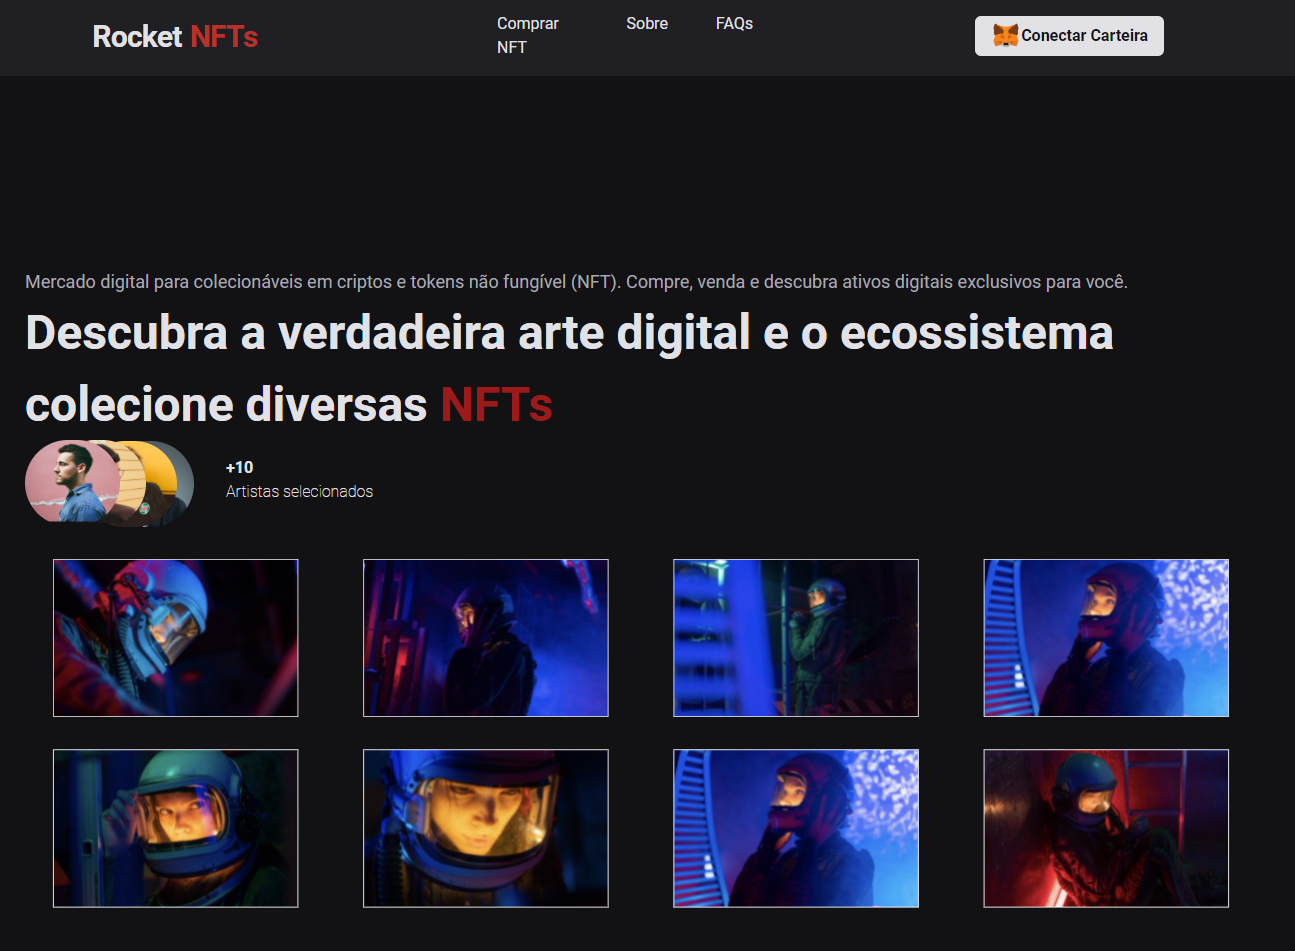 Rocket NFTs
Comprar
NFT
Sobre
FAQs
Conectar Carteira
Mercado digital para colecionáveis em criptos e tokens não fungível (NFT). Compre, venda e descubra ativos digitais exclusivos para você.
Descubra a verdadeira arte digital e o ecossistema
colecione diversas NFTs
+10
Artistas selecionados